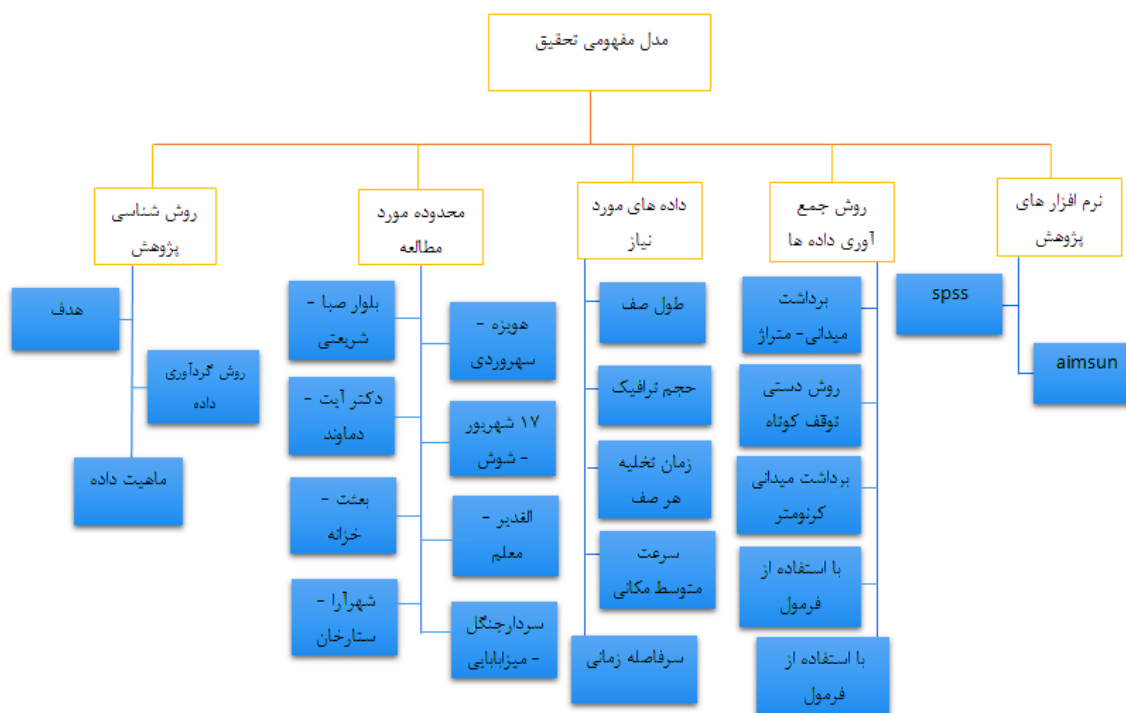 مدل مفهومی تحقیق
نرم افزار های
پژوهش
روش جمع
آوری داده ها
داده های مورد
نیاز
محدوده مورد
مطالعه
روش شناسی
پژوهش
spss
aimsun
برداشت
میدانی- متراژ
روش دستی
توقف کوتاه
برداشت میدانی
کرنومتر
با استفاده از
فرمول
با استفاده از
فرمول
طول صف
حجم ترافیک
زمان تخلیه
هر صف
سرعت
متوسط مکانی
سرفاصله زمانی
هویزه -
سهروردی
۱۷ شهریور
- شوش
الغدیر -
معلم
سردارجنگل
- میزابابایی
بلوار صبا -
شریعتی
دکتر آیت -
دماوند
بعثت -
خزانه
شهرآرا -
ستارخان
هدف
روش گردآوری
داده
ماهیت داده